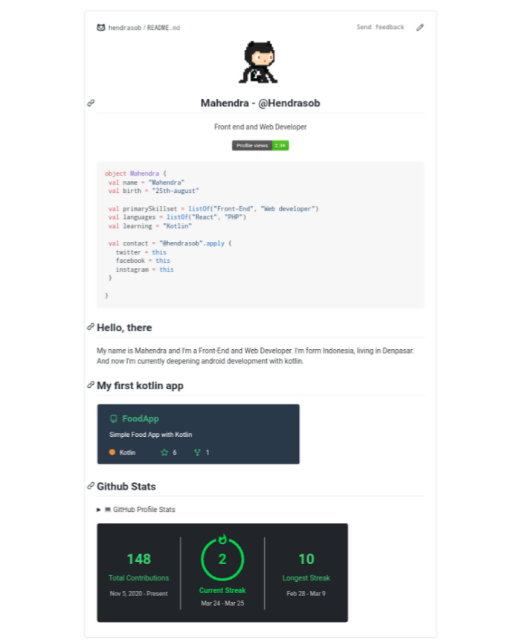 hendrasob / README.md
Send Feedback
Mahendra - @Hendrasob
Front end and Web Developer
Profile views
object Mahendra {
val name = "Mahendra"
val birth = "25th-august"
val primarySkillset = listOf("Front-End", "Web developer")
val languages = listOf("React", "PHP")
val learning = "Kotlin"
val contact = "@hendrasob".apply {
twitter = this
facebook = this
instagram = this
}
}
Hello, there
My name is Mahendra and I'm a Front-End and Web Developer. I'm form Indonesia, living in Denpasar.
And now I'm currently deepening android development with kotlin.
My first kotlin app
FoodApp
Simple Food App with Kotlin
Kotlin 6 1
Github Stats
GitHub Profile Stats
148 2 10
Total Contributions Current Streak Longest Streak
Nov 5, 2020 - Present Mar 24 - Mar 25 Feb 28 - Mar 9